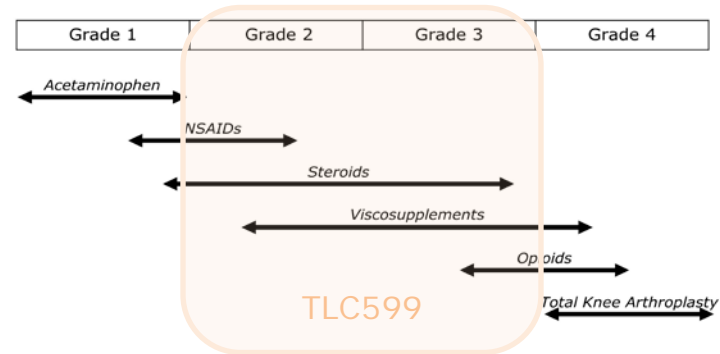 Grade 1 Grade 2 Grade 3 Grade 4
Acetaminophen
NSAIDs
Steroids
Viscosupplements
Opioids
TLC599
Total Knee Arthroplasty